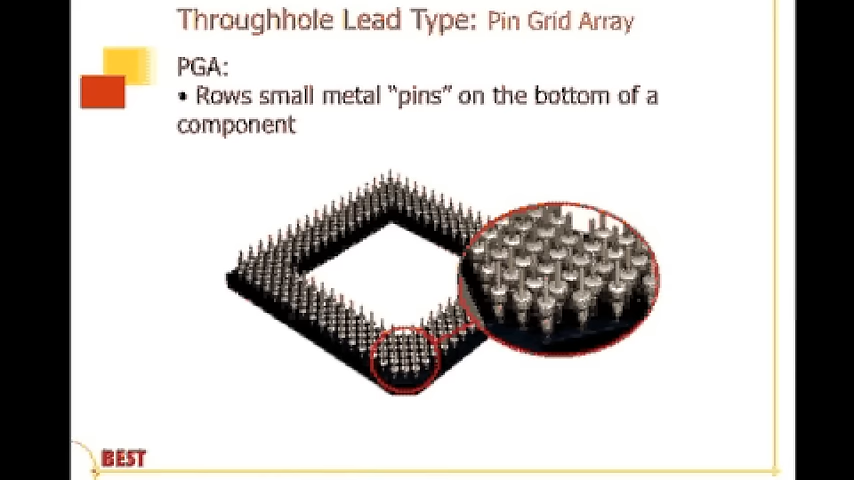 Throughhole Lead Type: Pin Grid Array
PGA:
• Rows small metal “pins” on the bottom of a
component
BEST